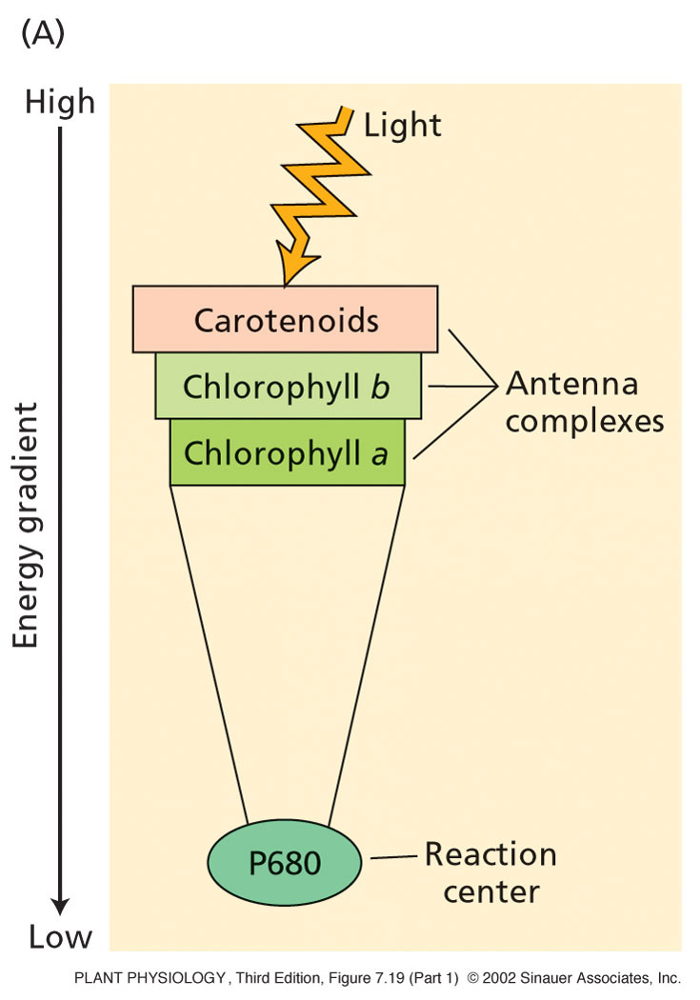 (A)
High
Light
Carotenoids
Chlorophyll b
Antenna
complexes
Chlorophyll a
Energy gradient
P680
Reaction
center
Low
PLANT PHYSIOLOGY, Third Edition, Figure 7.19 (Part 1) © 2002 Sinauer Associates, Inc.